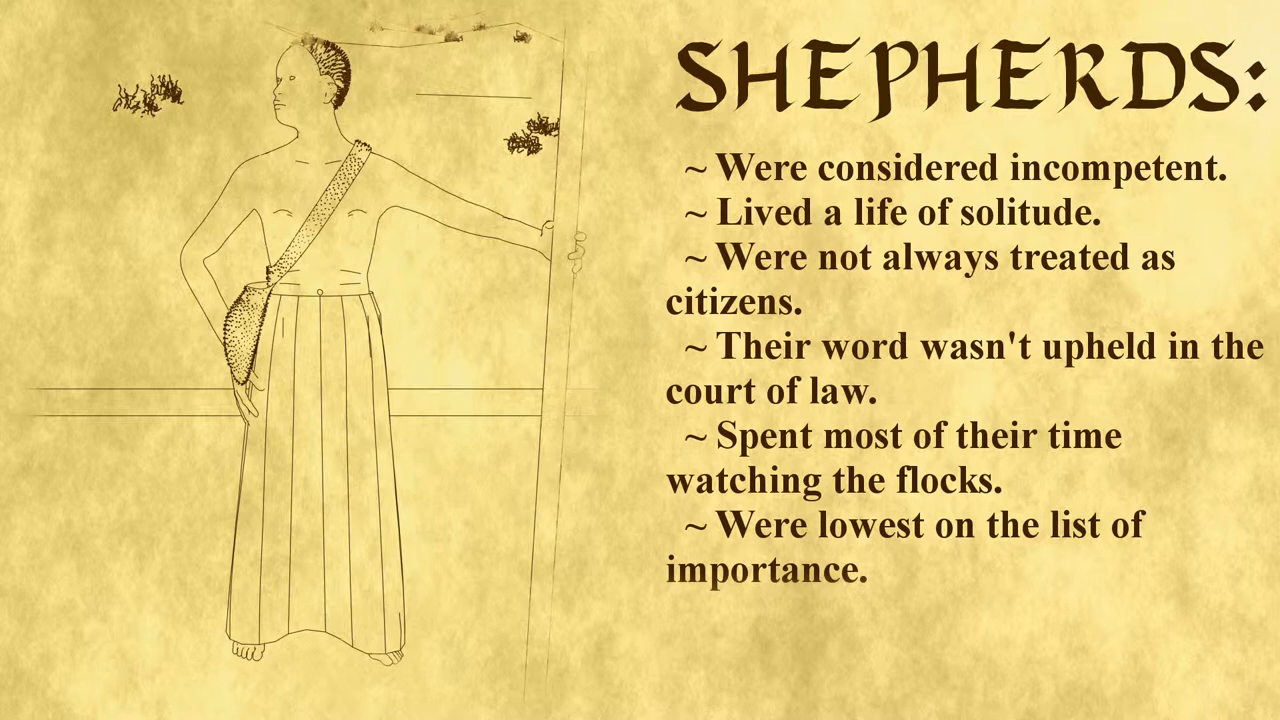 SHEPHERDS:
~ Were considered incompetent.
~ Lived a life of solitude.
~ Were not always treated as
citizens.
~ Their word wasn't upheld in the
court of law.
~ Spent most of their time
watching the flocks.
~ Were lowest on the list of
importance.